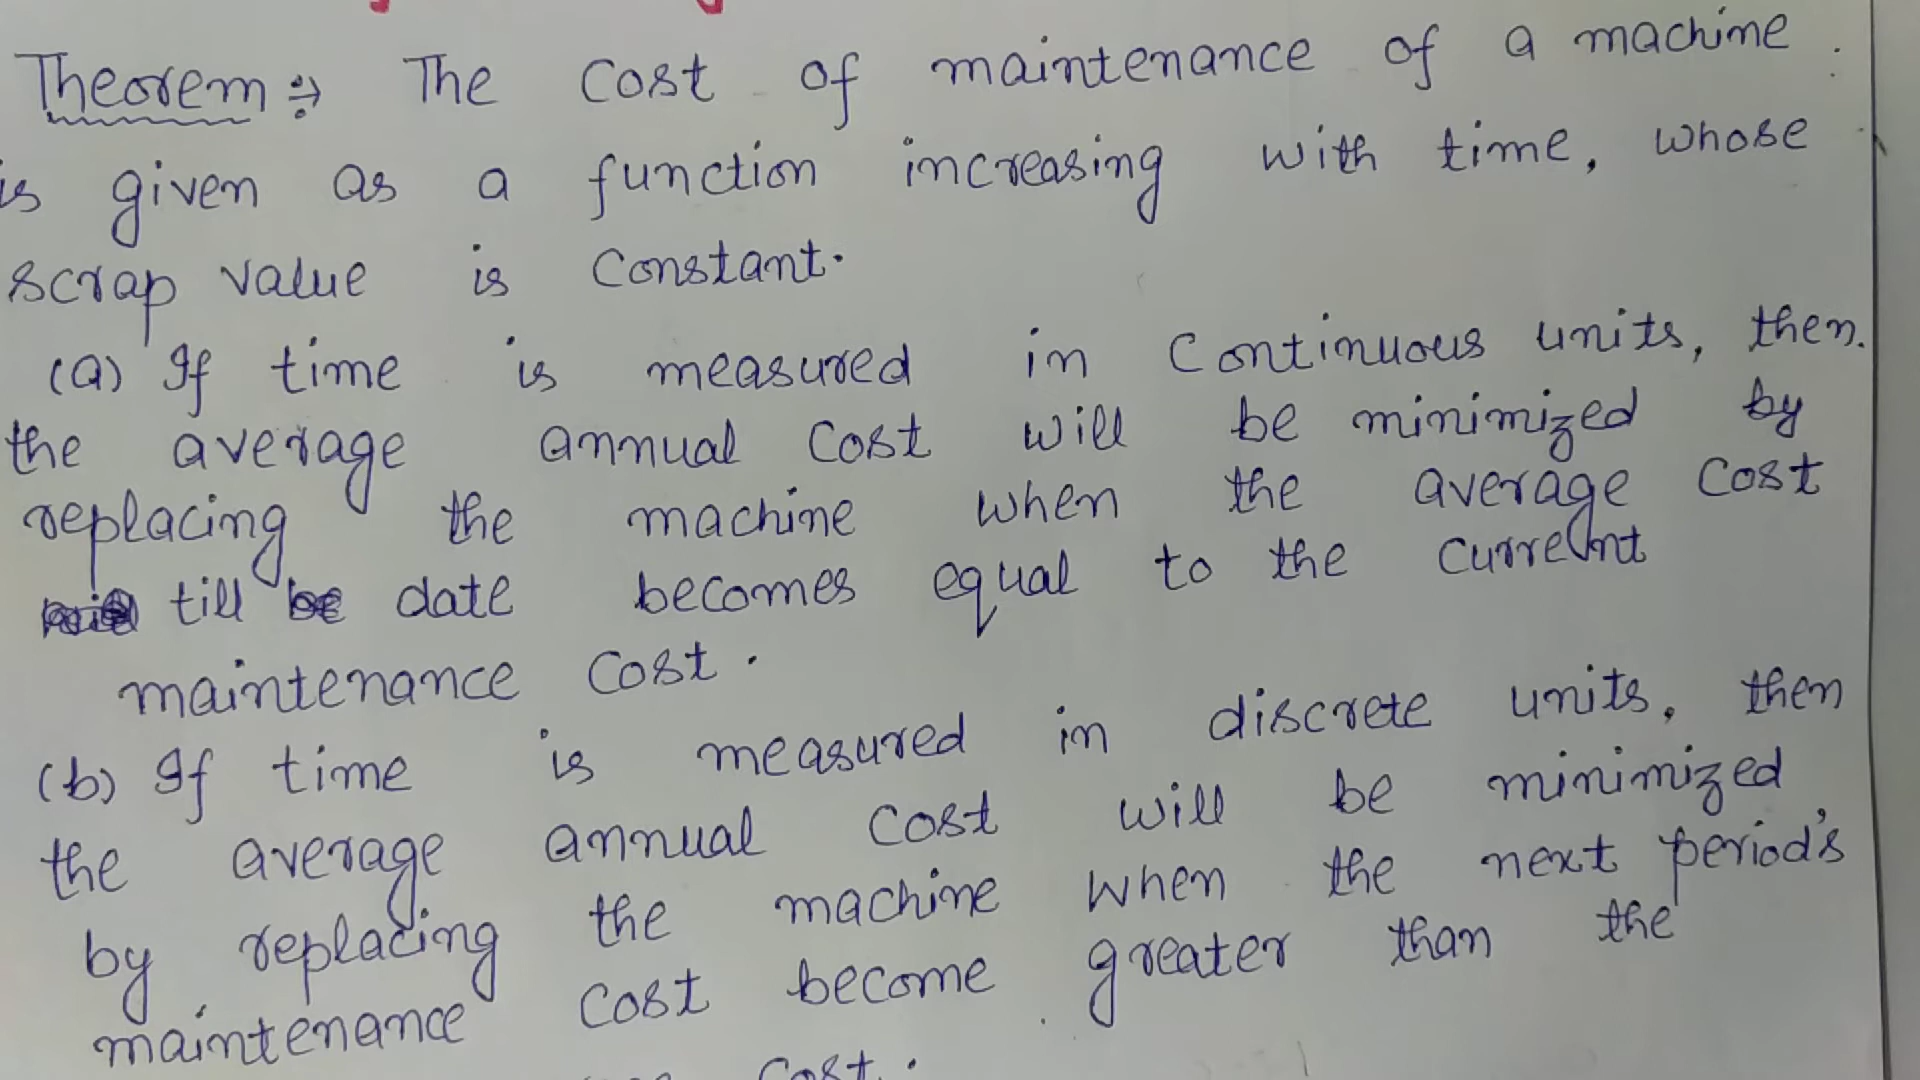 Theorem :⇒ The Cost of maintenance of a machine
is given as a function increasing with time, whose
scrap value is Constant.
(a) If time is measured in Continuous units, then
the average annual Cost will be minimized by
replacing the machine when the average Cost
till date becomes equal to the Current
maintenance Cost.
(b) If time is measured in discrete units, then
the average annual Cost will be minimized
by replacing the machine when the next period's
maintenance Cost become greater than the
Cost.